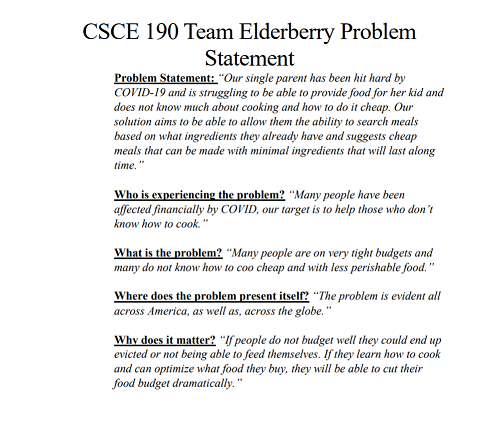 CSCE 190 Team Elderberry Problem
Statement
Problem Statement: “Our single parent has been hit hard by
COVID-19 and is struggling to be able to provide food for her kid and
does not know much about cooking and how to do it cheap. Our
solution aims to be able to allow them the ability to search meals
based on what ingredients they already have and suggests cheap
meals that can be made with minimal ingredients that will last along
time.”
Who is experiencing the problem? “Many people have been
affected financially by COVID, our target is to help those who don’t
know how to cook.”
What is the problem? “Many people are on very tight budgets and
many do not know how to coo cheap and with less perishable food.”
Where does the problem present itself? “The problem is evident all
across America, as well as, across the globe.”
Why does it matter? “If people do not budget well they could end up
evicted or not being able to feed themselves. If they learn how to cook
and can optimize what food they buy, they will be able to cut their
food budget dramatically.”